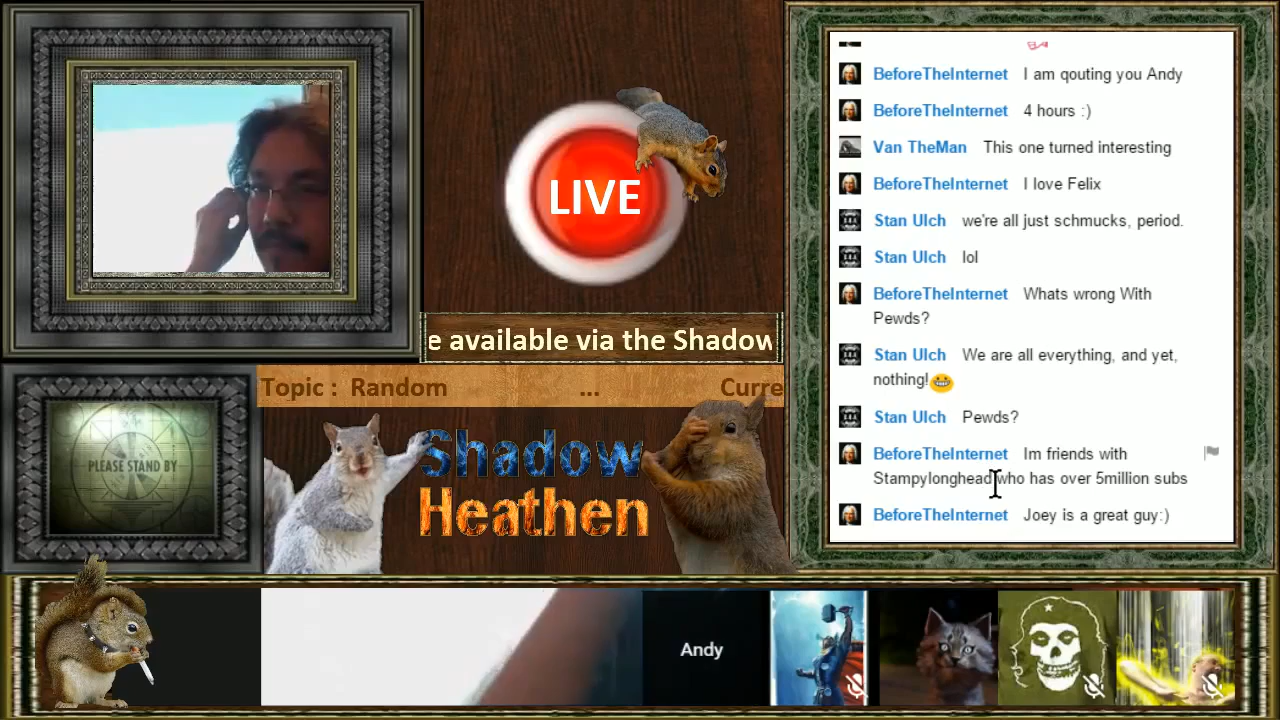 LIVE
e available via the Shadow
Topic : Random ... Curre
PLEASE STAND BY
Shadow
Heathen
BeforeTheInternet I am qouting you Andy
BeforeTheInternet 4 hours :)
Van TheMan This one turned interesting
BeforeTheInternet I love Felix
Stan Ulch we're all just schmucks, period.
Stan Ulch lol
BeforeTheInternet Whats wrong With
Pewds?
Stan Ulch We are all everything, and yet,
nothing!
Stan Ulch Pewds?
BeforeTheInternet Im friends with
Stampylonghead who has over 5million subs
BeforeTheInternet Joey is a great guy:)
Andy